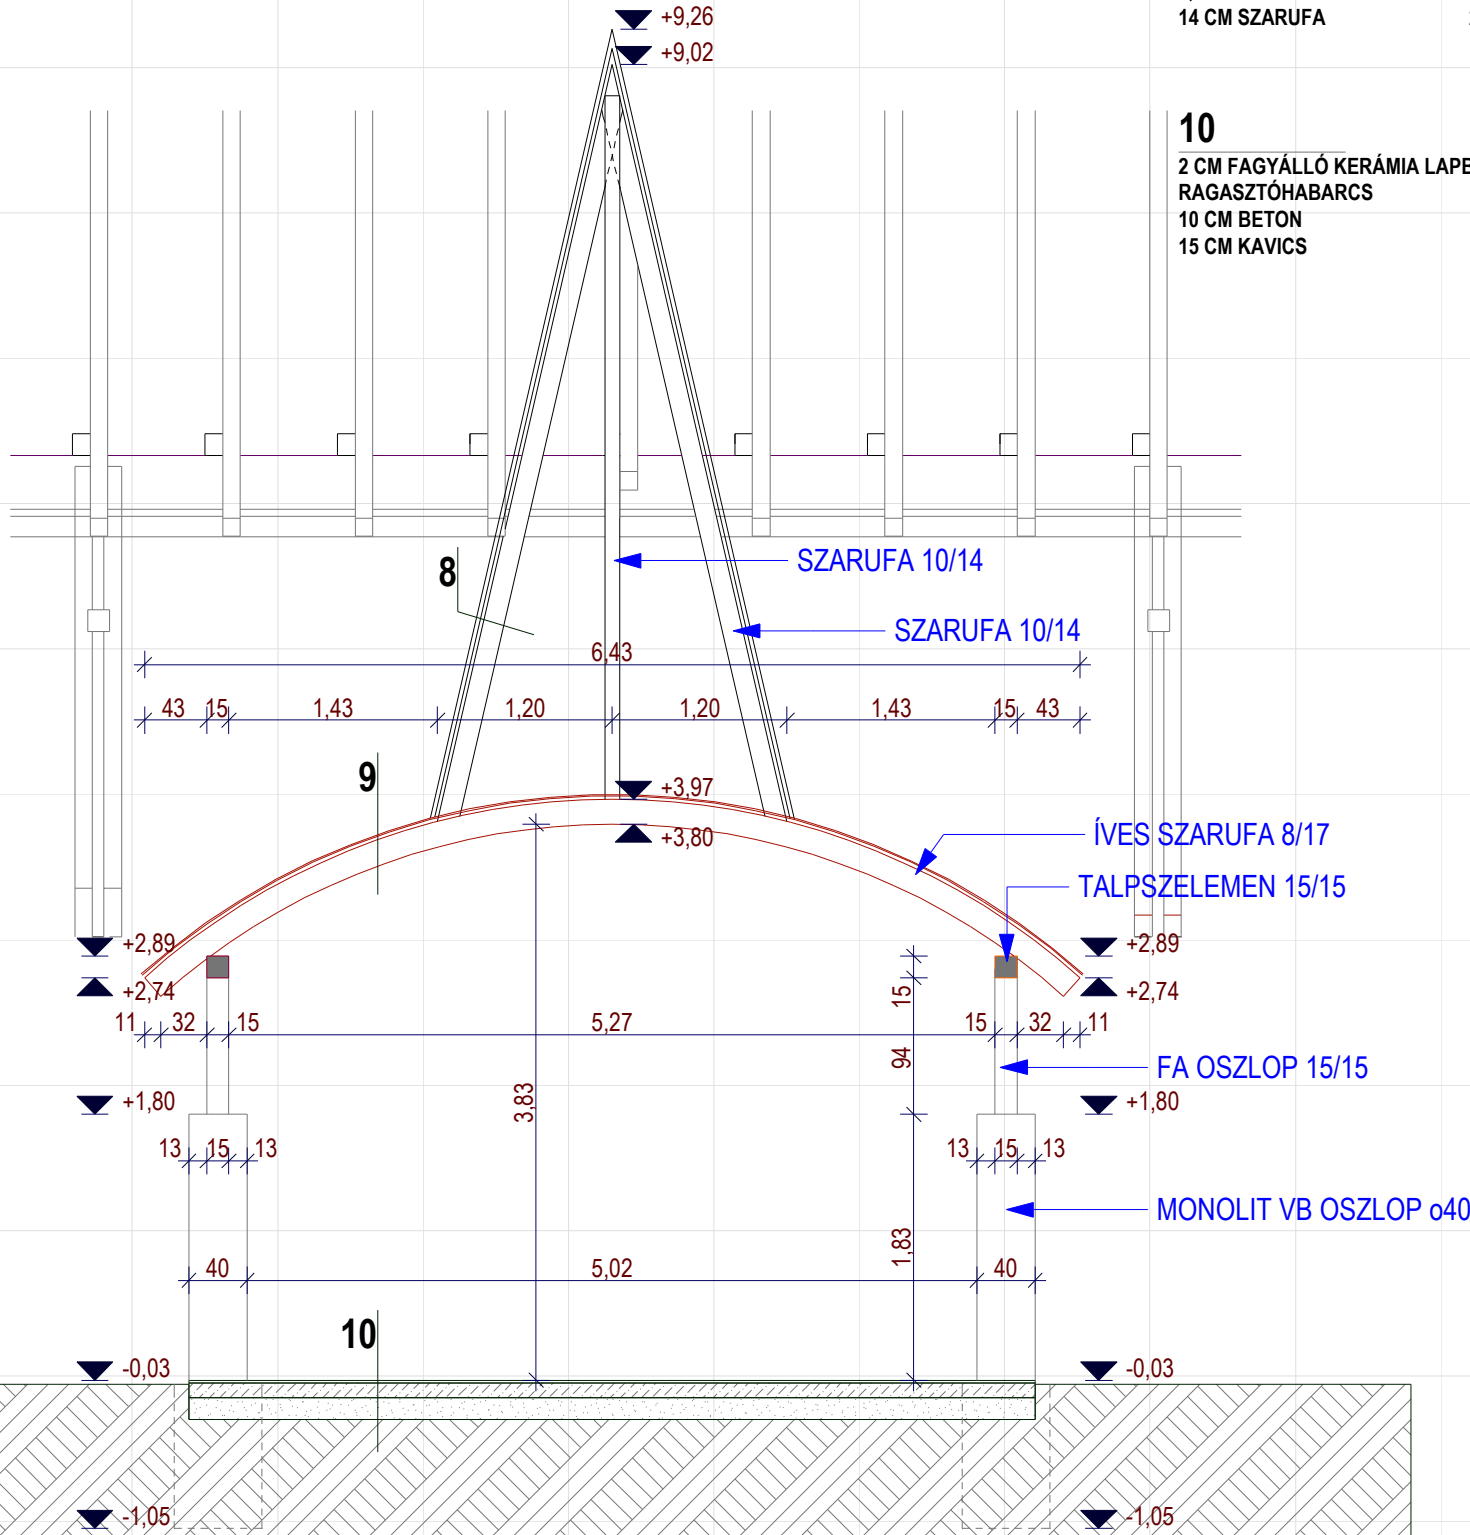 +9,26
14 CM SZARUFA
+9,02
10
2 CM FAGYÁLLÓ KERÁMIA LAPB
RAGASZTÓHABARCS
10 CM BETON
15 CM KAVICS
8
SZARUFA 10/14
SZARUFA 10/14
6,43
43 15 1,43 1,20 1,20 1,43 15 43
9
+3,97
+3,80
ÍVES SZARUFA 8/17
TALPSZELEMEN 15/15
+2,89 +2,89
+2,74 +2,74
15
11 32 15 5,27 15 32 11
94
FA OSZLOP 15/15
3,83
+1,80 +1,80
13 15 13 13 15 13
MONOLIT VB OSZLOP o40
1,83
40 5,02 40
10
-0,03 -0,03
-1,05 -1,05